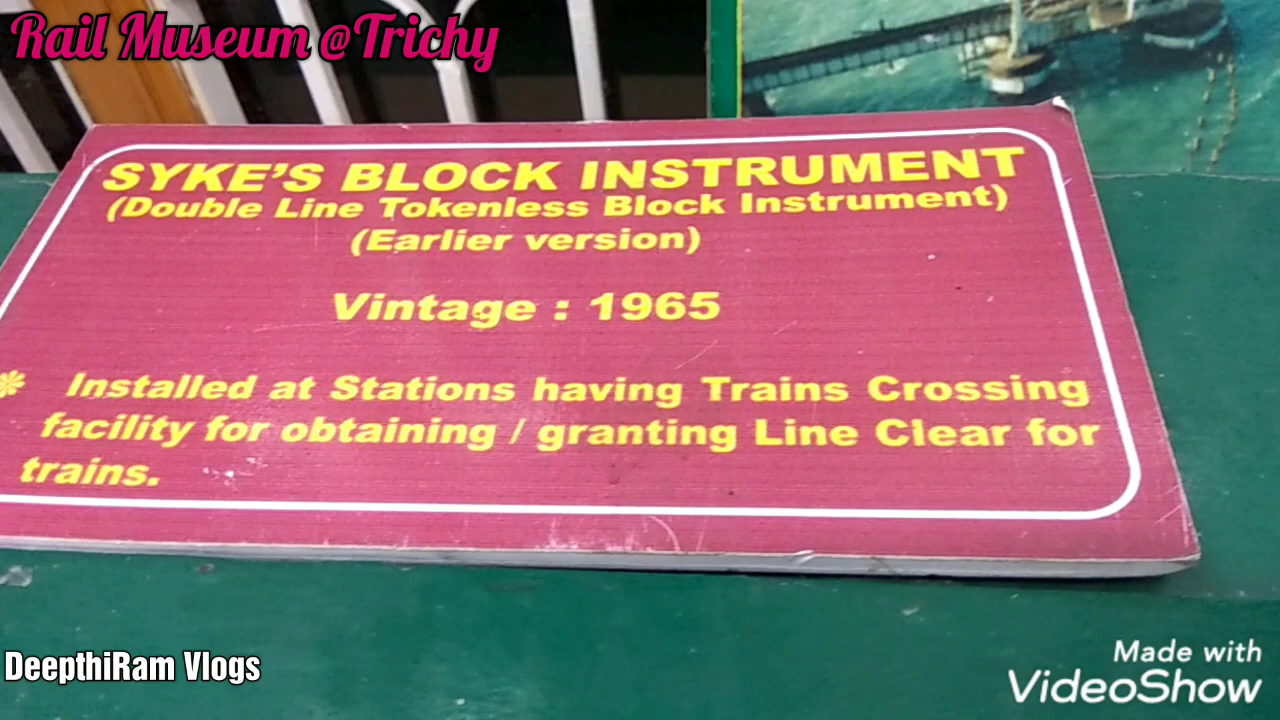 Rail Museum @Trichy
SYKE'S BLOCK INSTRUMENT
(Double Line Tokenless Block Instrument)
(Earlier version)
Vintage : 1965
* Installed at Stations having Trains Crossing
facility for obtaining / granting Line Clear for
trains.
DeepthiRam Vlogs
Made with
VideoShow